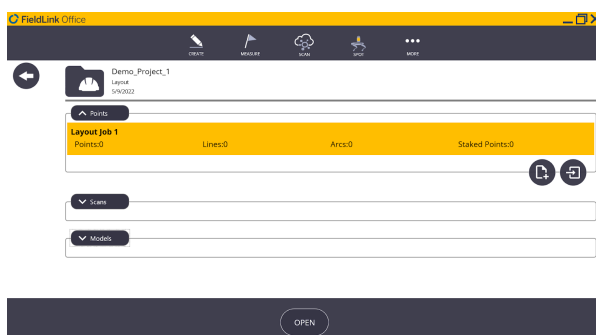 FieldLink Office
CREATE MEASURE SCAN SPOT MORE
Demo_Project_1
Layout
5/9/2022
Points
Layout Job 1
Points:0 Lines:0 Arcs:0 Staked Points:0
Scans
Models
OPEN